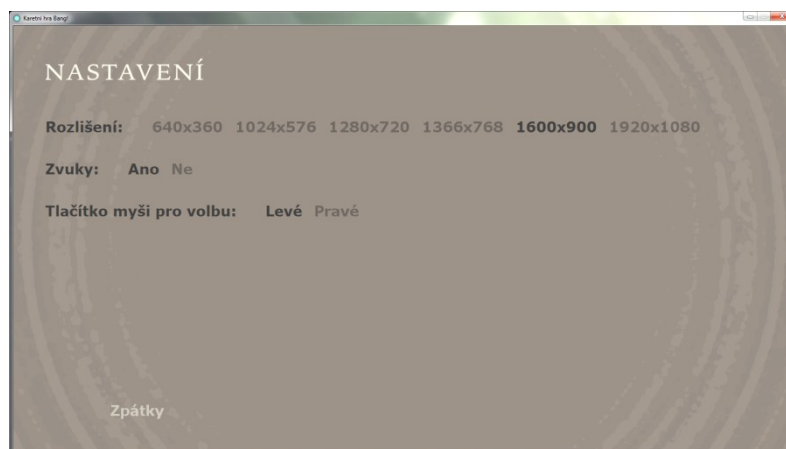 Karetní hra Bang!
NASTAVENÍ
Rozlišení: 640x360 1024x576 1280x720 1366x768 1600x900 1920x1080
Zvuky: Ano Ne
Tlačítko myši pro volbu: Levé Pravé
Zpátky